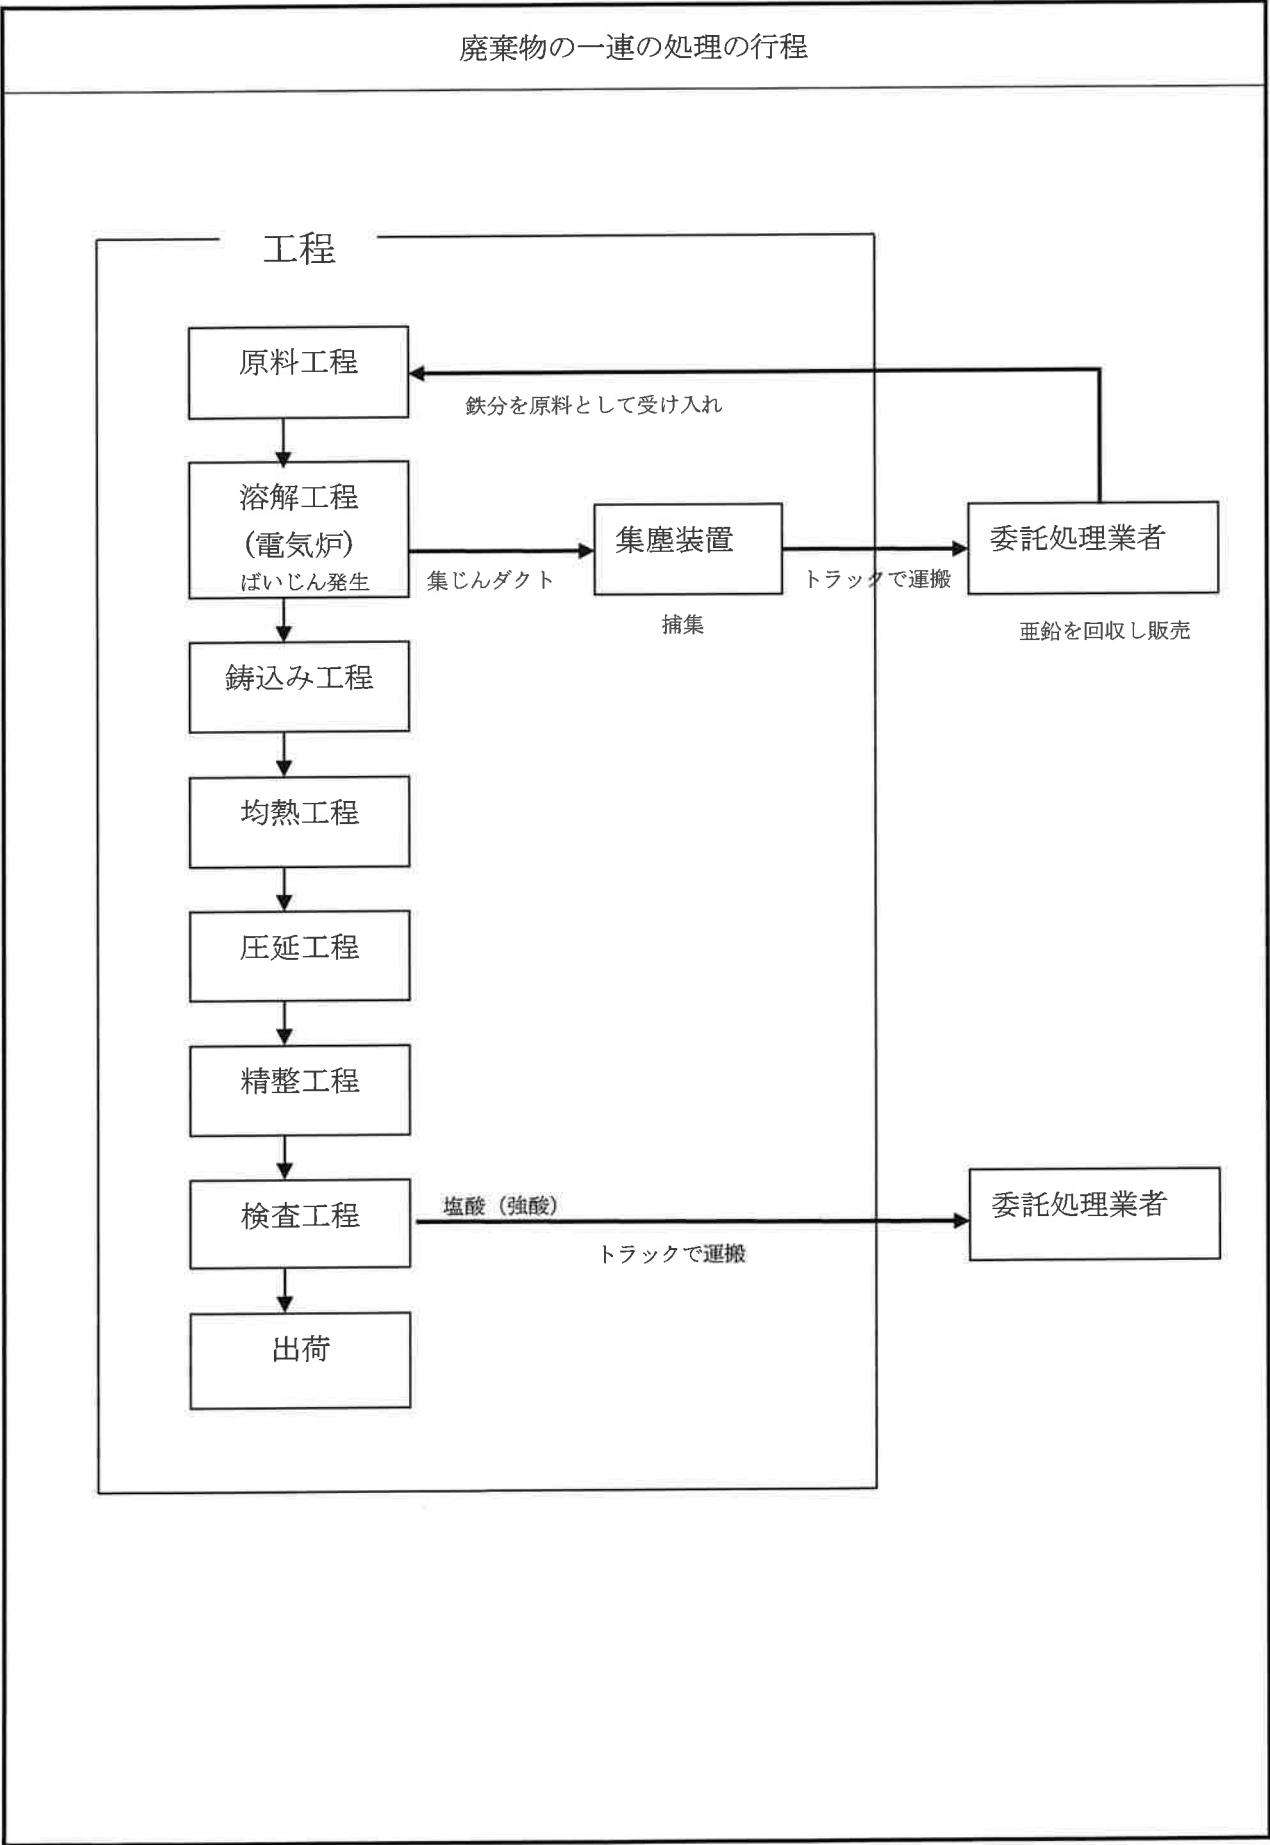 廃棄物の一連の処理の行程
工程
原料工程
鉄分を原料として受け入れ
溶解工程
(電気炉)
ばいじん発生
集じんダクト
集塵装置
捕集
トラックで運搬
委託処理業者
亜鉛を回収し販売
鋳込み工程
均熱工程
圧延工程
精整工程
検査工程
塩酸（強酸）
トラックで運搬
委託処理業者
出荷